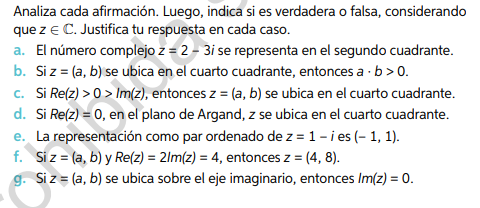 Analiza cada afirmación. Luego, indica si es verdadera o falsa, considerando
que z ∈ ℂ. Justifica tu respuesta en cada caso.
a. El número complejo z = 2 – 3i se representa en el segundo cuadrante.
b. Si z = (a, b) se ubica en el cuarto cuadrante, entonces a · b > 0.
c. Si Re(z) > 0 > Im(z), entonces z = (a, b) se ubica en el cuarto cuadrante.
d. Si Re(z) = 0, en el plano de Argand, z se ubica en el cuarto cuadrante.
e. La representación como par ordenado de z = 1 – i es (– 1, 1).
f. Si z = (a, b) y Re(z) = 2Im(z) = 4, entonces z = (4, 8).
g. Si z = (a, b) se ubica sobre el eje imaginario, entonces Im(z) = 0.